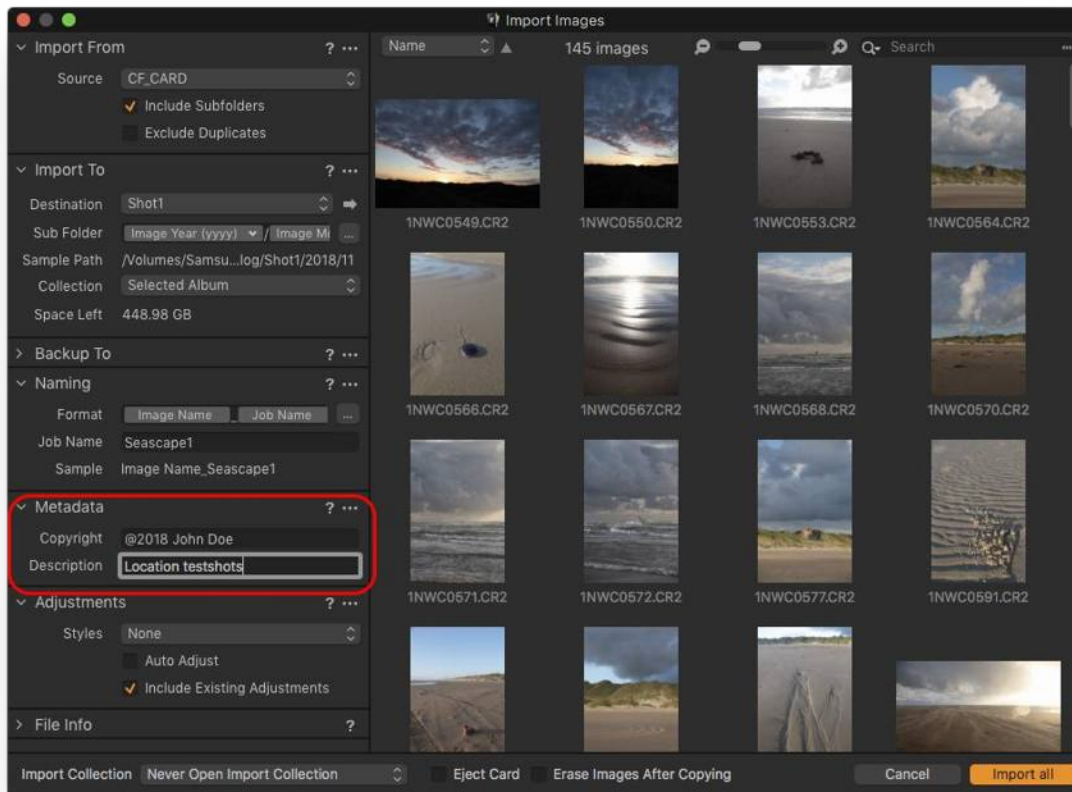 Import Images
Import From ? ...
Source CF_CARD
Include Subfolders
Exclude Duplicates
Import To ? ...
Destination Shot1
Sub Folder Image Year (yyyy) / Image M ...
Sample Path /Volumes/Samsu...log/Shot1/2018/11
Collection Selected Album
Space Left 448.98 GB
Backup To ? ...
Naming ? ...
Format Image Name _ Job Name ...
Job Name Seascape1
Sample Image Name_Seascape1
Metadata ? ...
Copyright @2018 John Doe
Description Location testshots
Adjustments ? ...
Styles None
Auto Adjust
Include Existing Adjustments
File Info ?
Name 145 images Search ...
1NWC0549.CR2 1NWC0550.CR2 1NWC0553.CR2 1NWC0564.CR2
1NWC0566.CR2 1NWC0567.CR2 1NWC0568.CR2 1NWC0570.CR2
1NWC0571.CR2 1NWC0572.CR2 1NWC0577.CR2 1NWC0591.CR2
Import Collection Never Open Import Collection Eject Card Erase Images After Copying Cancel Import all